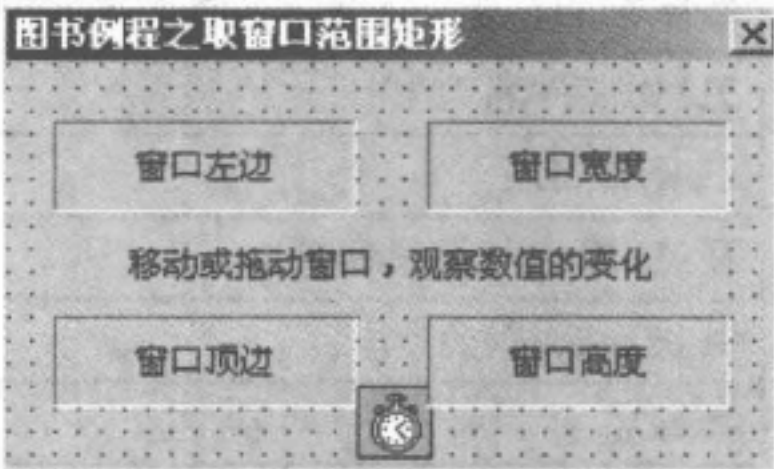 图书例程之取窗口范围矩形
窗口左边
窗口宽度
移动或拖动窗口，观察数值的变化
窗口顶边
窗口高度